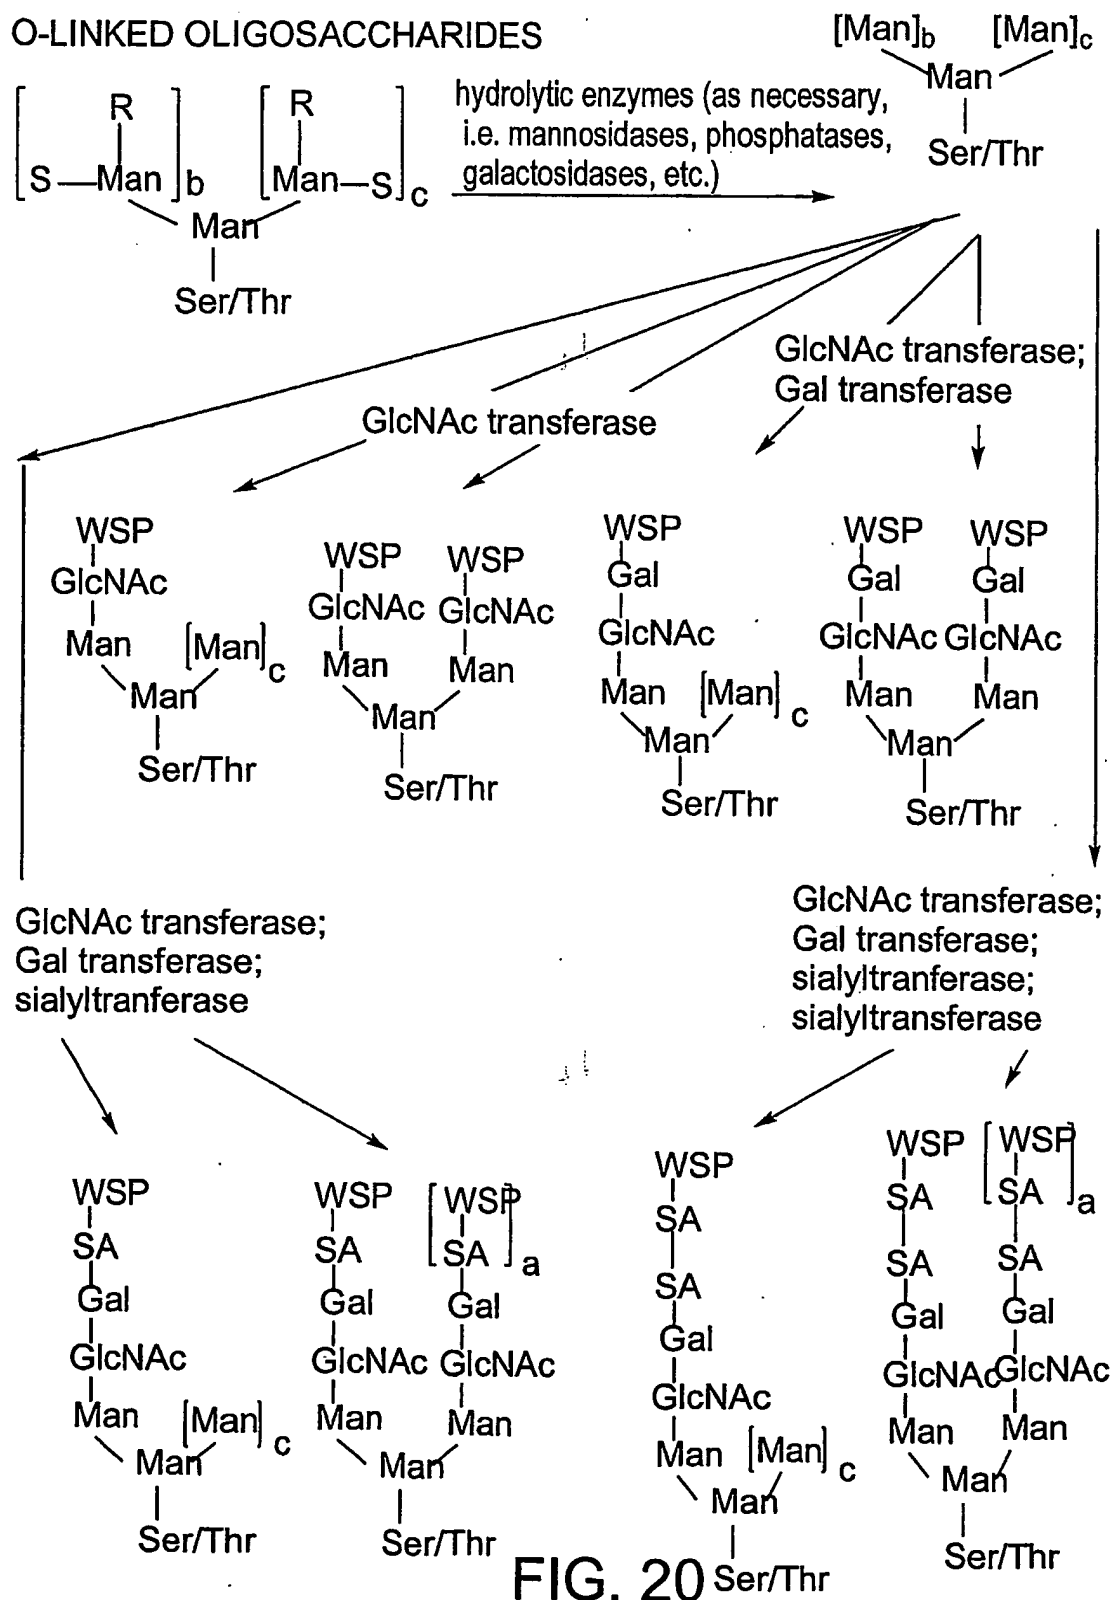 O-LINKED OLIGOSACCHARIDES
[Man]b [Man]c
Man
Ser/Thr
R R
[S—Man]b [Man—S]c
Man
Ser/Thr
hydrolytic enzymes (as necessary,
i.e. mannosidases, phosphatases,
galactosidases, etc.)
GlcNAc transferase;
Gal transferase
GlcNAc transferase
WSP
GlcNAc
Man [Man]c
Man
Ser/Thr
WSP WSP
GlcNAc GlcNAc
Man Man
Man
Ser/Thr
WSP
Gal
GlcNAc
Man [Man]c
Man
Ser/Thr
WSP WSP
Gal Gal
GlcNAc GlcNAc
Man Man
Man
Ser/Thr
GlcNAc transferase;
Gal transferase;
sialyltranferase
GlcNAc transferase;
Gal transferase;
sialyltranferase;
sialyltransferase
WSP
SA
Gal
GlcNAc
Man [Man]c
Man
Ser/Thr
WSP [WSP
SA SA]a
Gal Gal
GlcNAc GlcNAc
Man Man
Man
Ser/Thr
WSP
SA
SA
Gal
GlcNAc
Man [Man]c
Man
Ser/Thr
WSP [WSP
SA SA]a
SA SA
Gal Gal
GlcNAc GlcNAc
Man Man
Man
Ser/Thr
FIG. 20